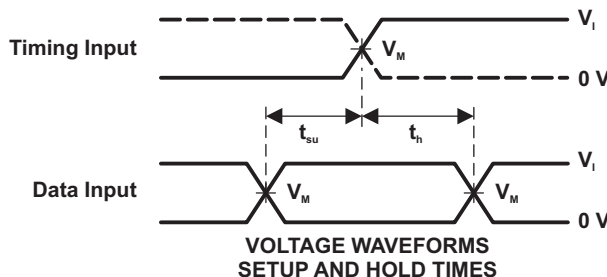 V_I
Timing Input
V_M
0 V
t_su
t_h
V_I
Data Input
V_M
V_M
0 V
VOLTAGE WAVEFORMS
SETUP AND HOLD TIMES